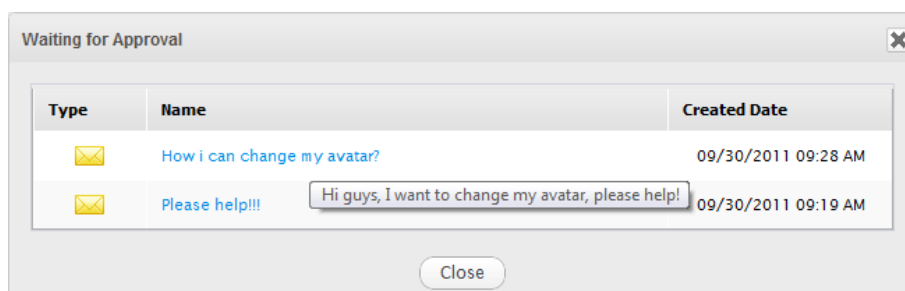 Waiting for Approval
Type Name Created Date
How i can change my avatar? 09/30/2011 09:28 AM
Hi guys, I want to change my avatar, please help!
Please help!!! 09/30/2011 09:19 AM
Close